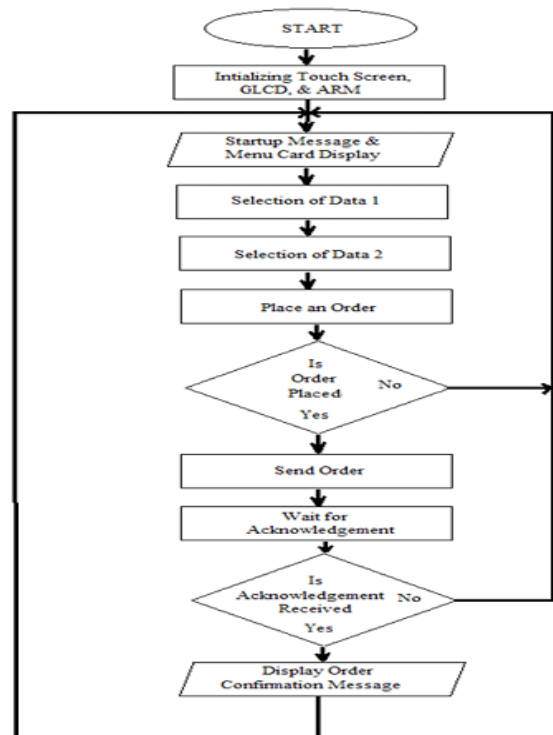 START
Intializing Touch Screen,
GLCD, & ARM
Startup Message &
Menu Card Display
Selection of Data 1
Selection of Data 2
Place an Order
Is
Order
Placed
No
Yes
Send Order
Wait for
Acknowledgement
Is
Acknowledgement
Received
No
Yes
Display Order
Confirmation Message